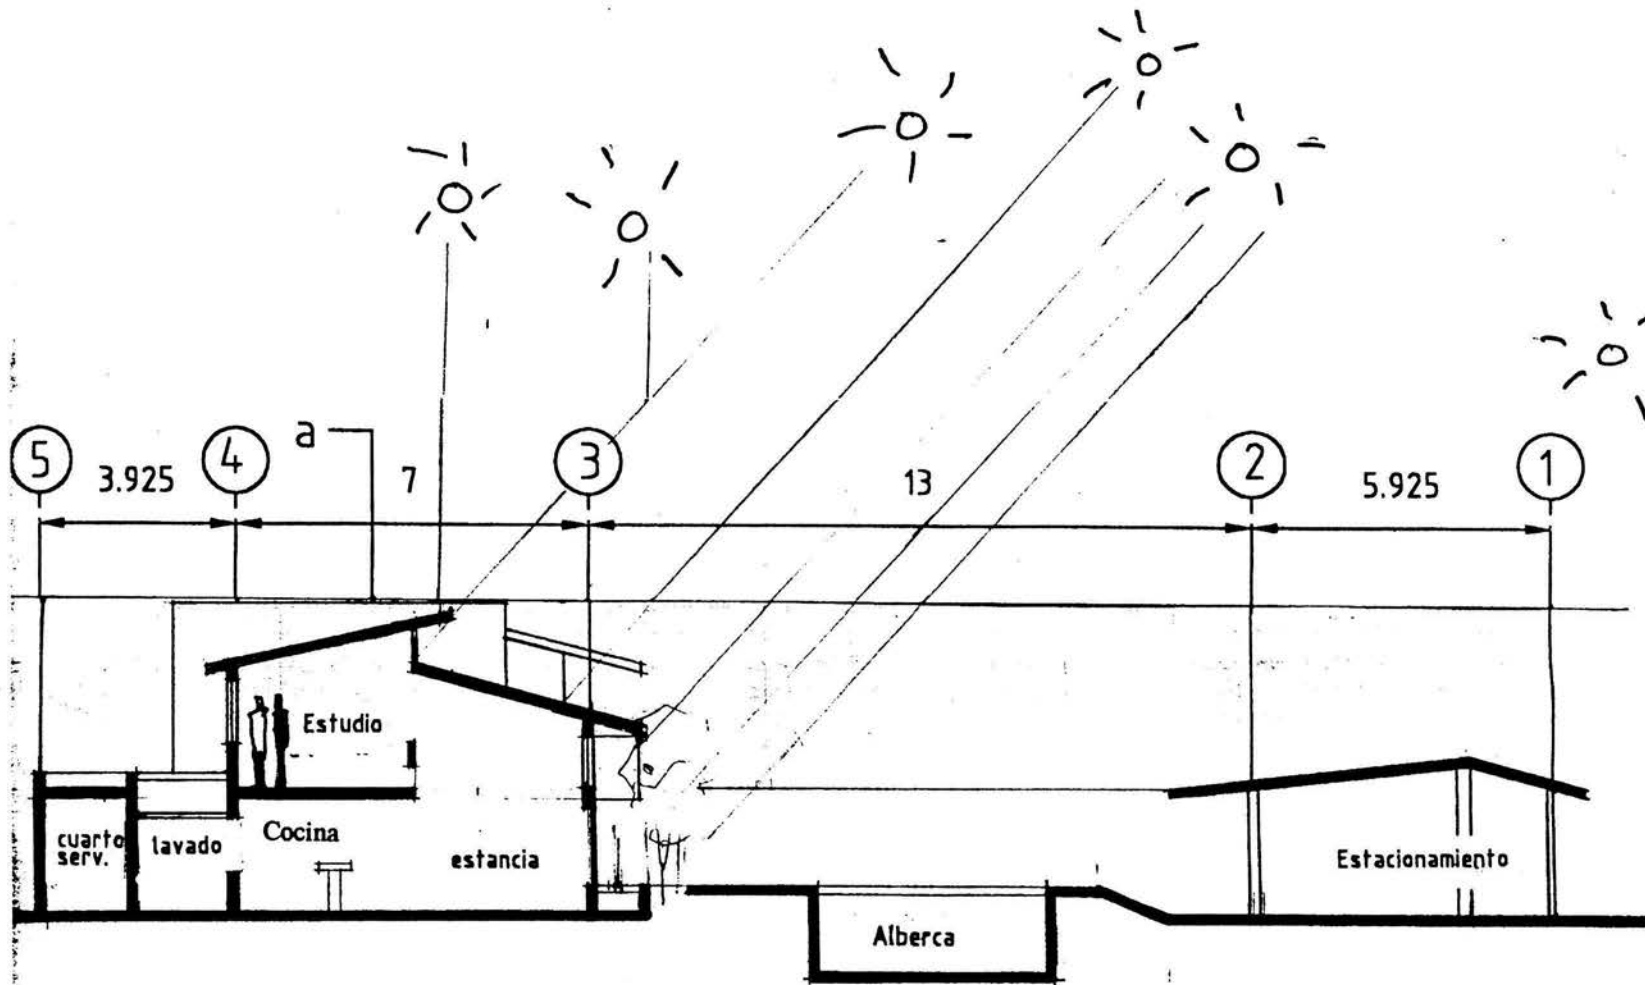 a
5
3.925
4
7
3
13
2
5.925
1
Estudio
cuarto
serv.
lavado
Cocina
estancia
Estacionamiento
Alberca